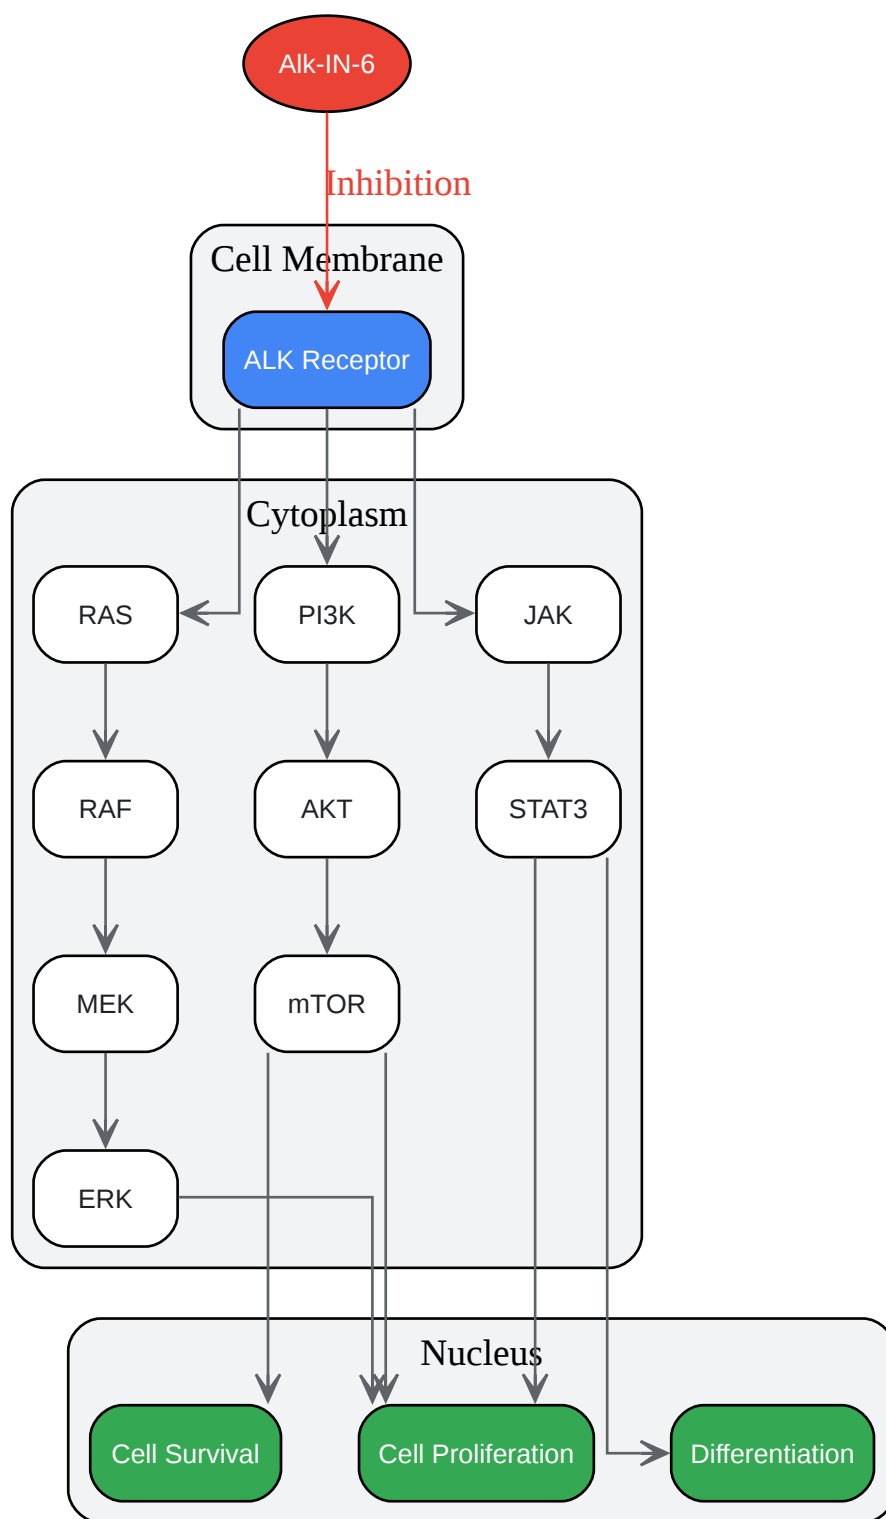 Alk-IN-6
Inhibition
Cell Membrane
ALK Receptor
Cytoplasm
RAS
PI3K
JAK
RAF
AKT
STAT3
MEK
mTOR
ERK
Nucleus
Cell Survival
Cell Proliferation
Differentiation